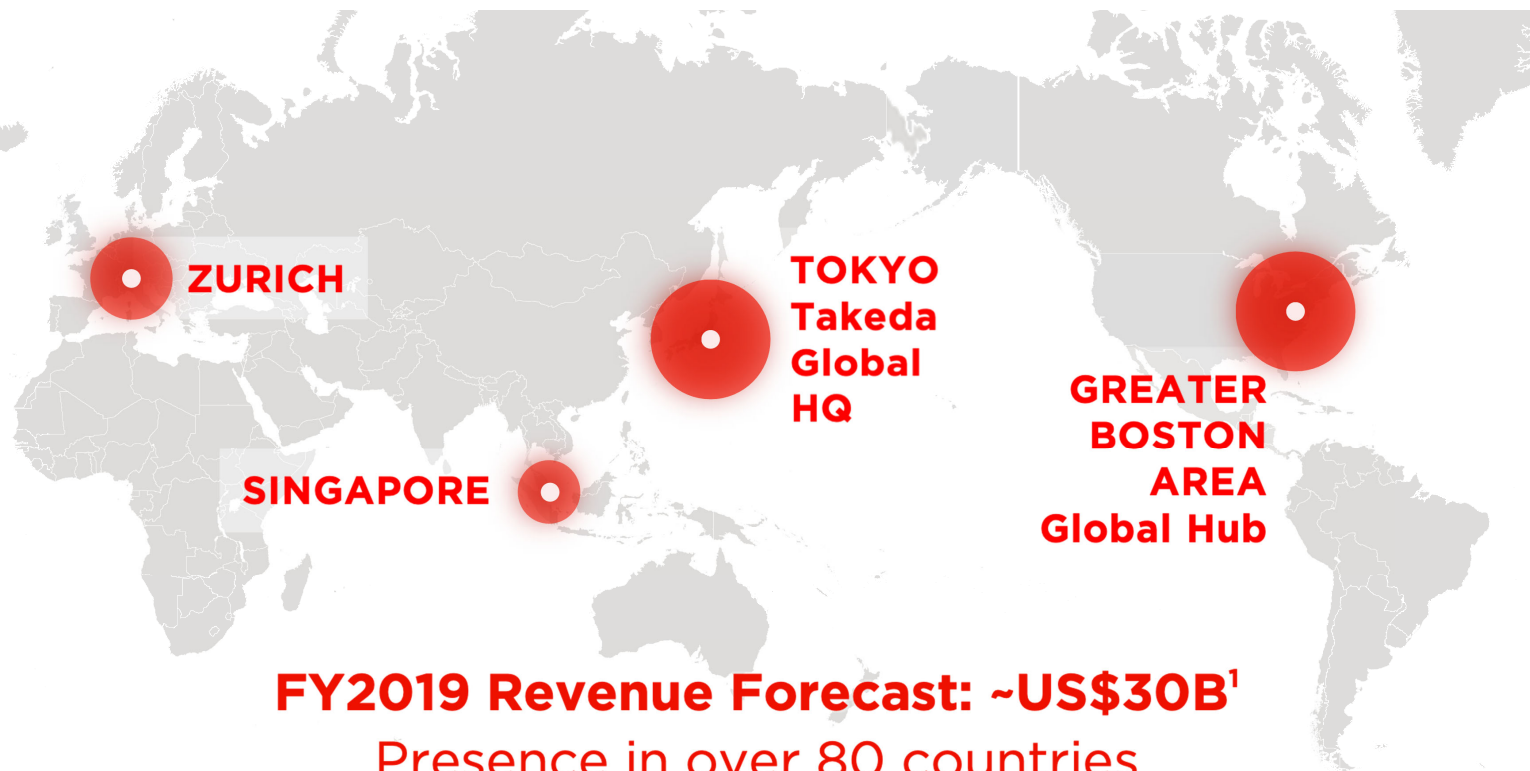 ZURICH
TOKYO
Takeda
Global
HQ
GREATER
BOSTON
AREA
Global Hub
SINGAPORE
FY2019 Revenue Forecast: ~US$30B¹
Presence in over 80 countries